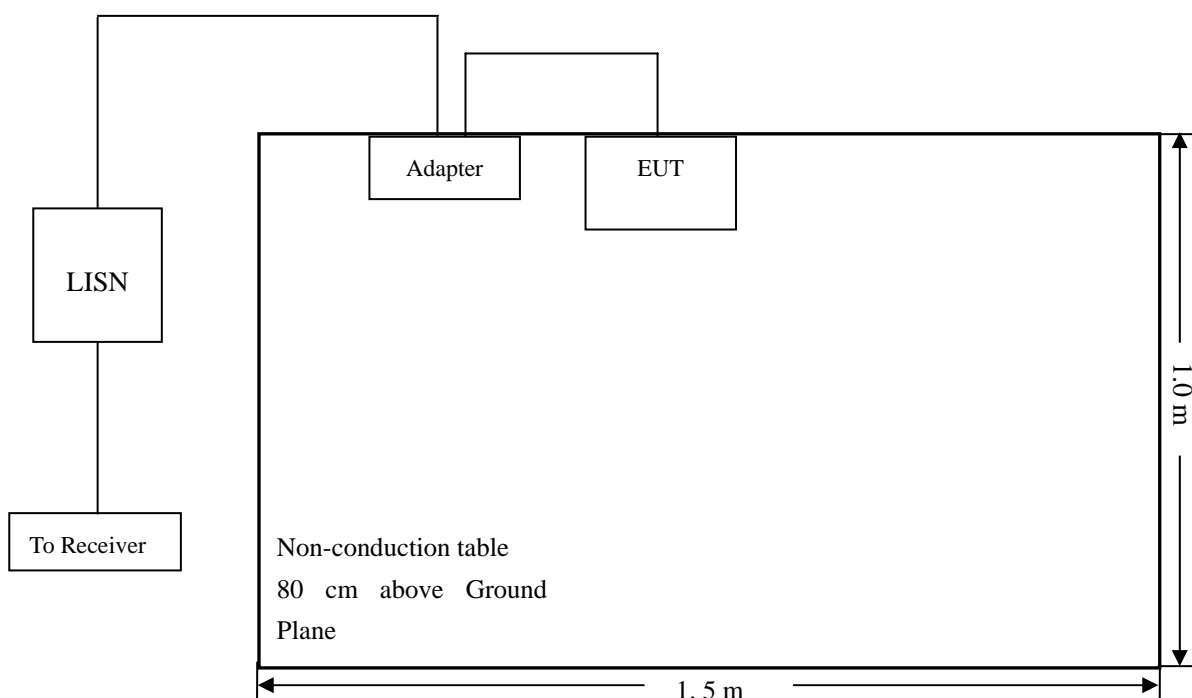 Adapter
EUT
LISN
1.0 m
To Receiver
Non-conduction table
80 cm above Ground
Plane
1. 5 m